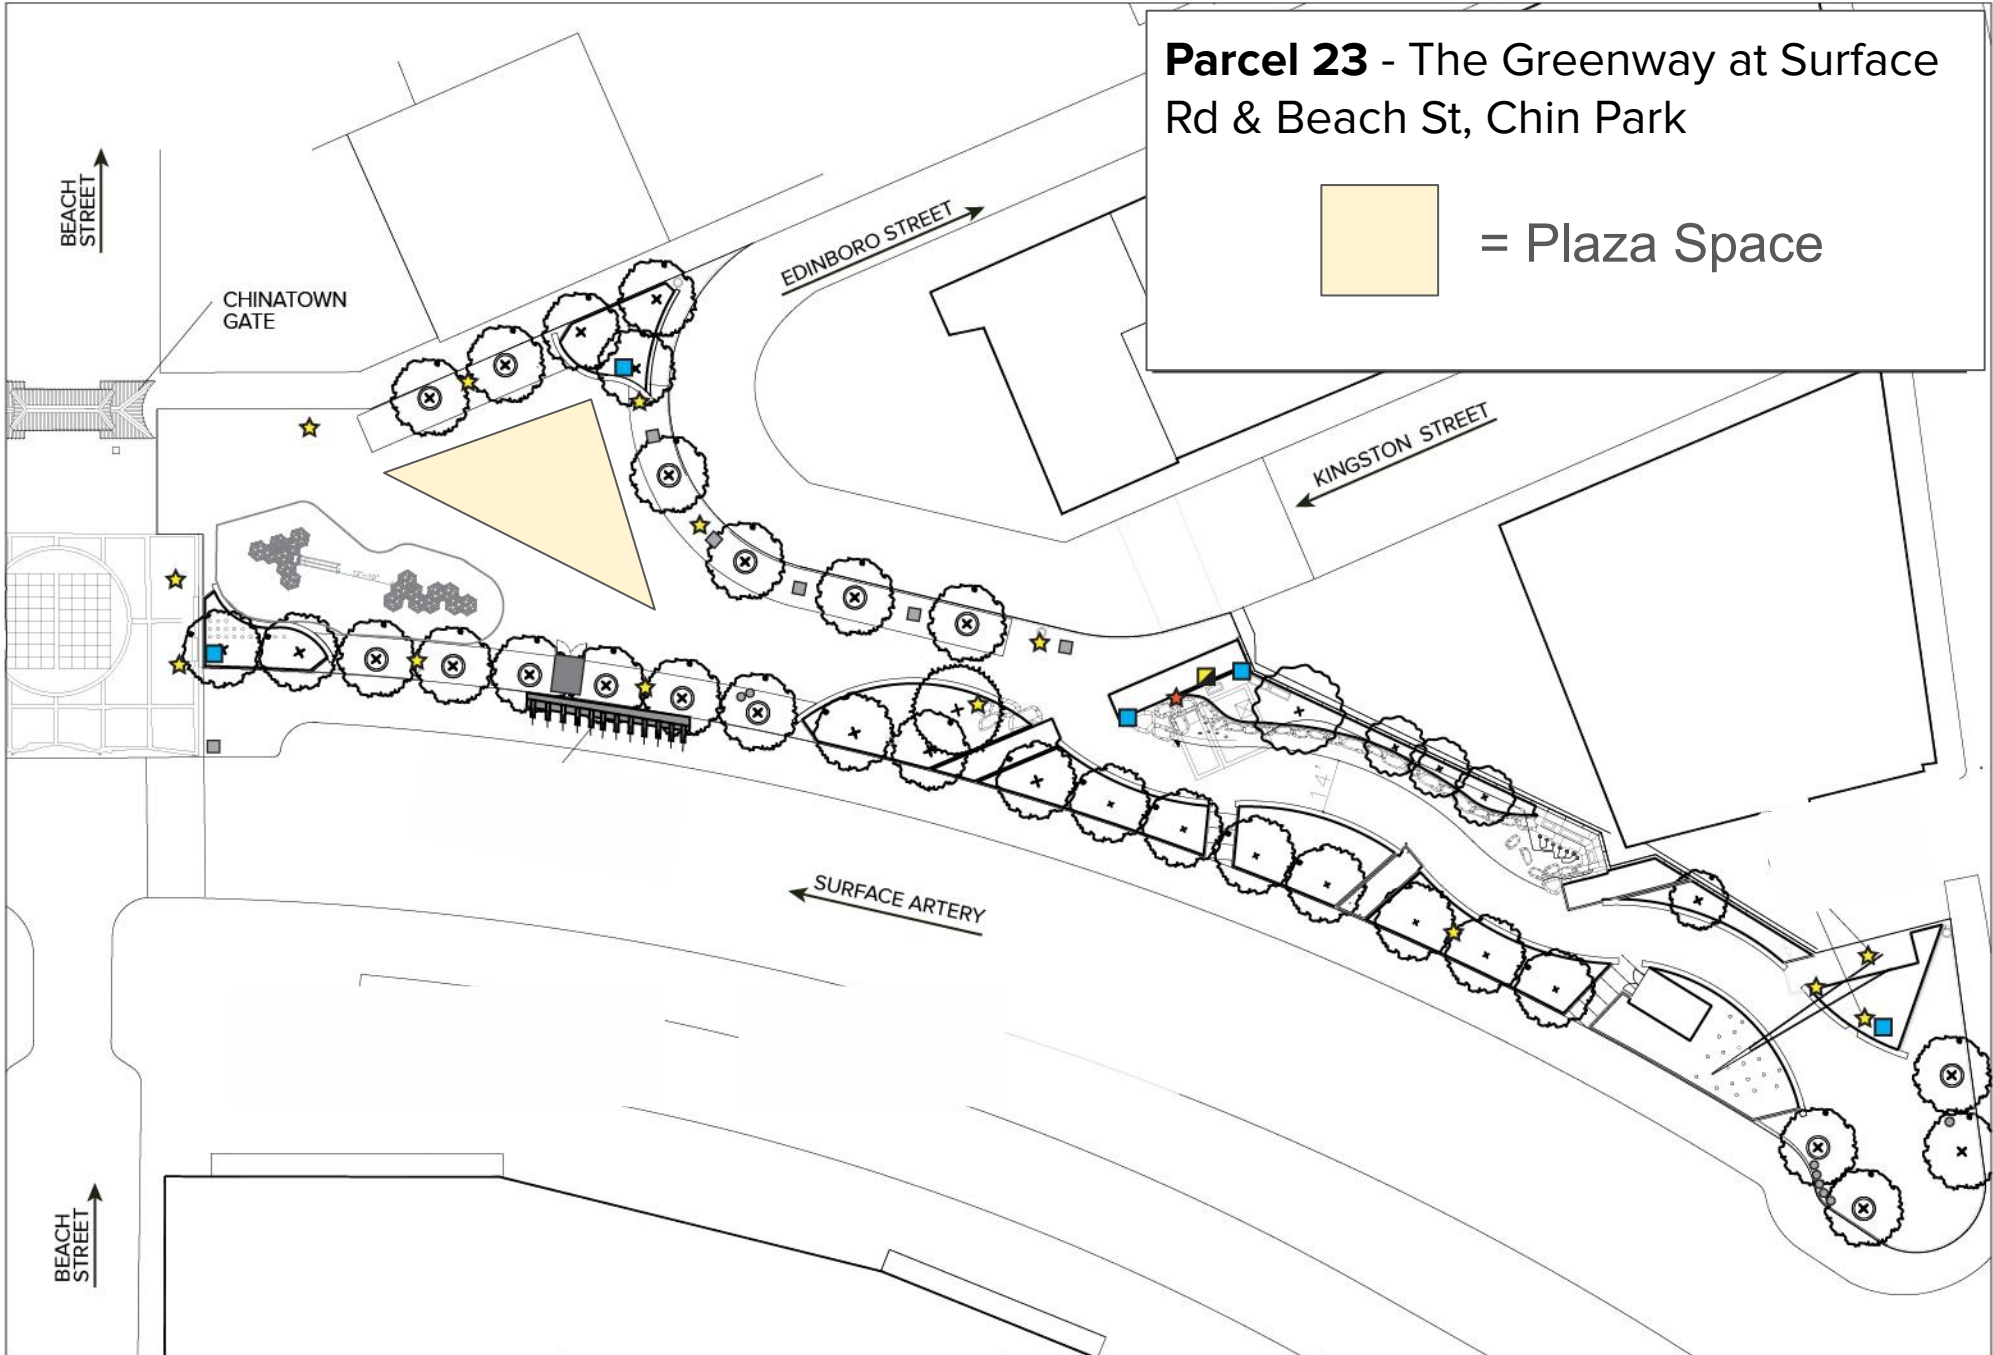 Parcel 23 - The Greenway at Surface
Rd & Beach St, Chin Park
= Plaza Space
BEACH
STREET
CHINATOWN
GATE
EDINBORO STREET
KINGSTON STREET
14'
SURFACE ARTERY
BEACH
STREET